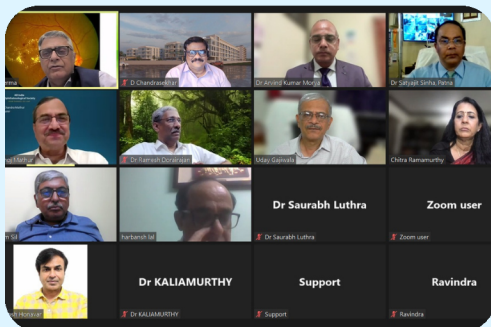 D Chandrasekhar
Dr Arvind Kumar Morya
Dr Satyajit Sinha, Patna
Dr Ramesh Dorairajan
Uday Gajiwala
Chitra Ramamurthy
harbansh lal
Dr Saurabh Luthra
Dr Saurabh Luthra
Zoom user
Zoom user
Honavar
Dr KALIAMURTHY
Dr KALIAMURTHY
Support
Support
Ravindra
Ravindra